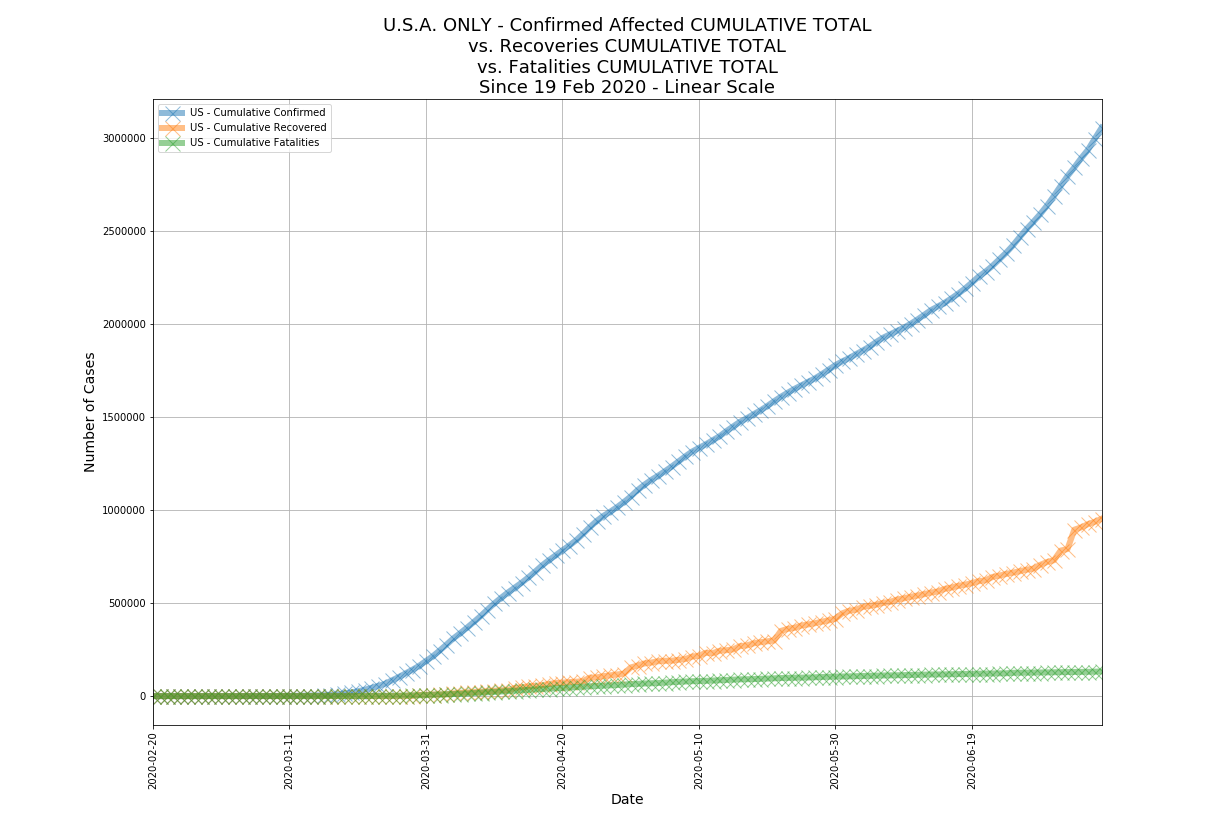 U.S.A. ONLY - Confirmed Affected CUMULATIVE TOTAL
vs. Recoveries CUMULATIVE TOTAL
vs. Fatalities CUMULATIVE TOTAL
Since 19 Feb 2020 - Linear Scale
US - Cumulative Confirmed
US - Cumulative Recovered
US - Cumulative Fatalities
Number of Cases
3000000
2500000
2000000
1500000
1000000
500000
0
2020-02-20
2020-03-11
2020-03-31
2020-04-20
2020-05-10
2020-05-30
2020-06-19
Date